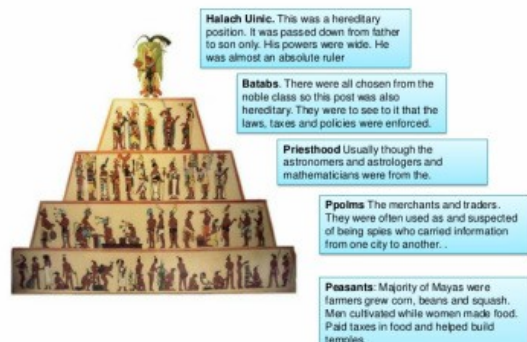 Halach Uinic. This was a hereditary
position. It was passed down from father
to son only. His powers were wide. He
was almost an absolute ruler
Batabs. There were all chosen from the
noble class so this post was also
hereditary. They were to see to it that the
laws, taxes and policies were enforced.
Priesthood Usually though the
astronomers and astrologers and
mathematicians were from the.
Ppolms The merchants and traders.
They were often used as and suspected
of being spies who carried information
from one city to another. .
Peasants: Majority of Mayas were
farmers grew corn, beans and squash.
Men cultivated while women made food.
Paid taxes in food and helped build
temples